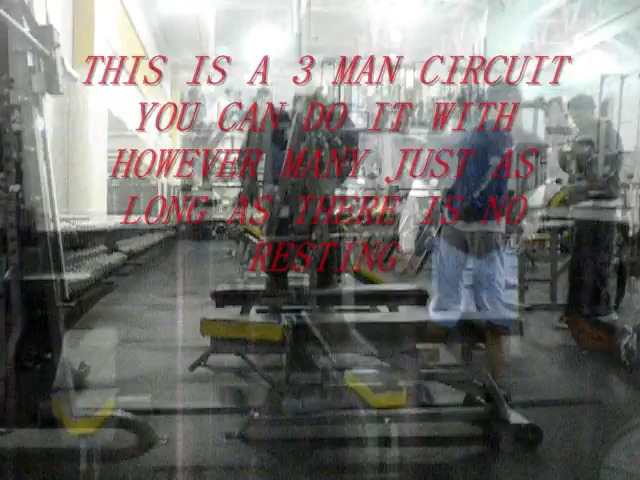 THIS IS A 3 MAN CIRCUIT
YOU CAN DO IT WITH
HOWEVER MANY JUST AS
LONG AS THERE IS NO
RESTING